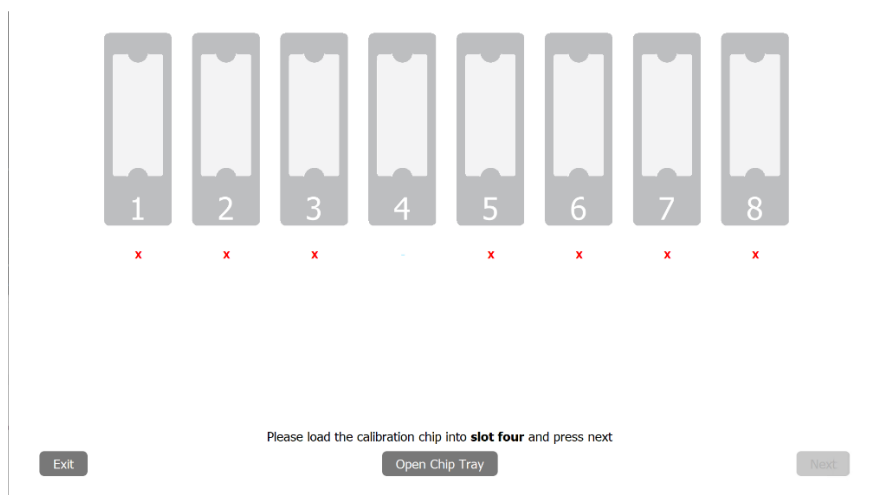 1 2 3 4 5 6 7 8
x x x - x x x x
Please load the calibration chip into slot four and press next
Exit Open Chip Tray Next